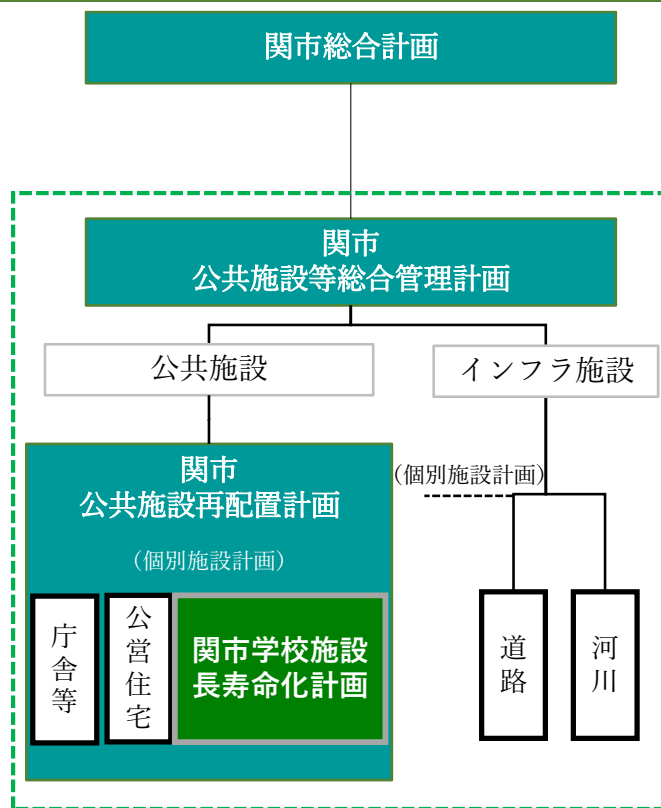 関市総合計画
関市
公共施設等総合管理計画
公共施設
インフラ施設
関市
公共施設再配置計画
（個別施設計画）
（個別施設計画）
庁舎等
公営住宅
関市学校施設
長寿命化計画
道路
河川